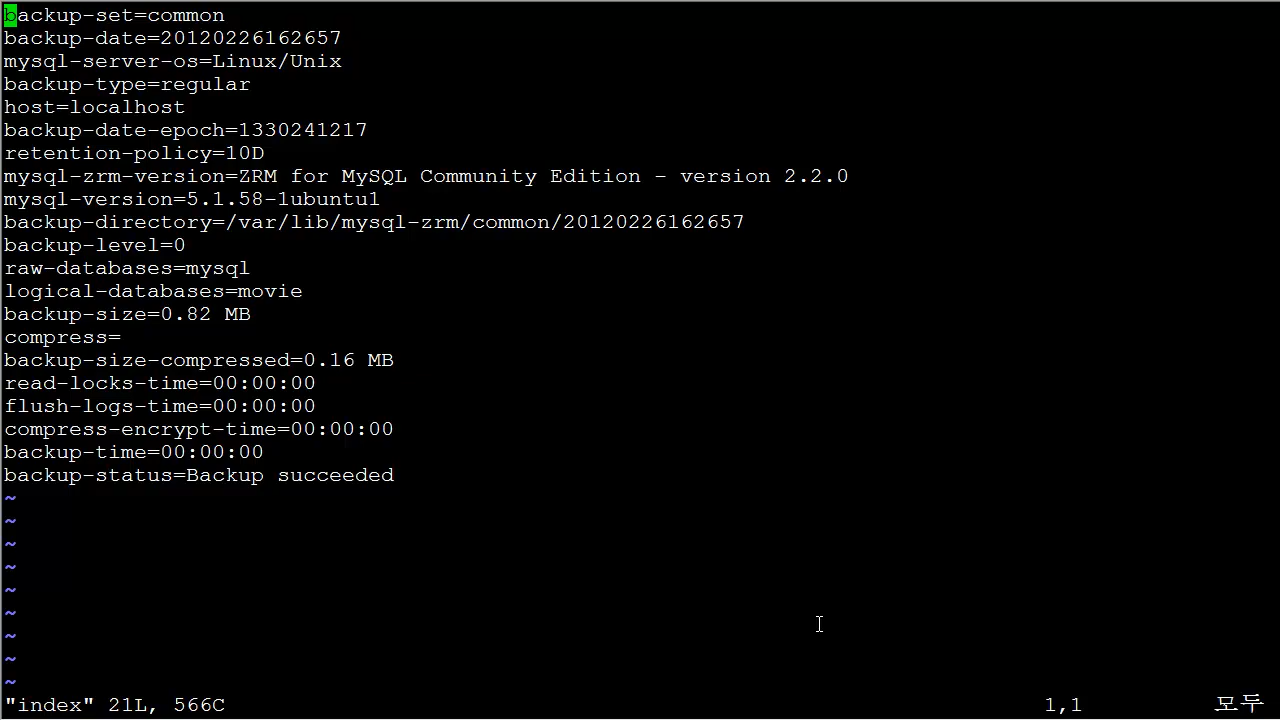 backup-set=common
backup-date=20120226162657
mysql-server-os=Linux/Unix
backup-type=regular
host=localhost
backup-date-epoch=1330241217
retention-policy=10D
mysql-zrm-version=ZRM for MySQL Community Edition - version 2.2.0
mysql-version=5.1.58-1ubuntu1
backup-directory=/var/lib/mysql-zrm/common/20120226162657
backup-level=0
raw-databases=mysql
logical-databases=movie
backup-size=0.82 MB
compress=
backup-size-compressed=0.16 MB
read-locks-time=00:00:00
flush-logs-time=00:00:00
compress-encrypt-time=00:00:00
backup-time=00:00:00
backup-status=Backup succeeded
~
~
~
~
~
~
~
~
~
"index" 21L, 566C 1,1 모두